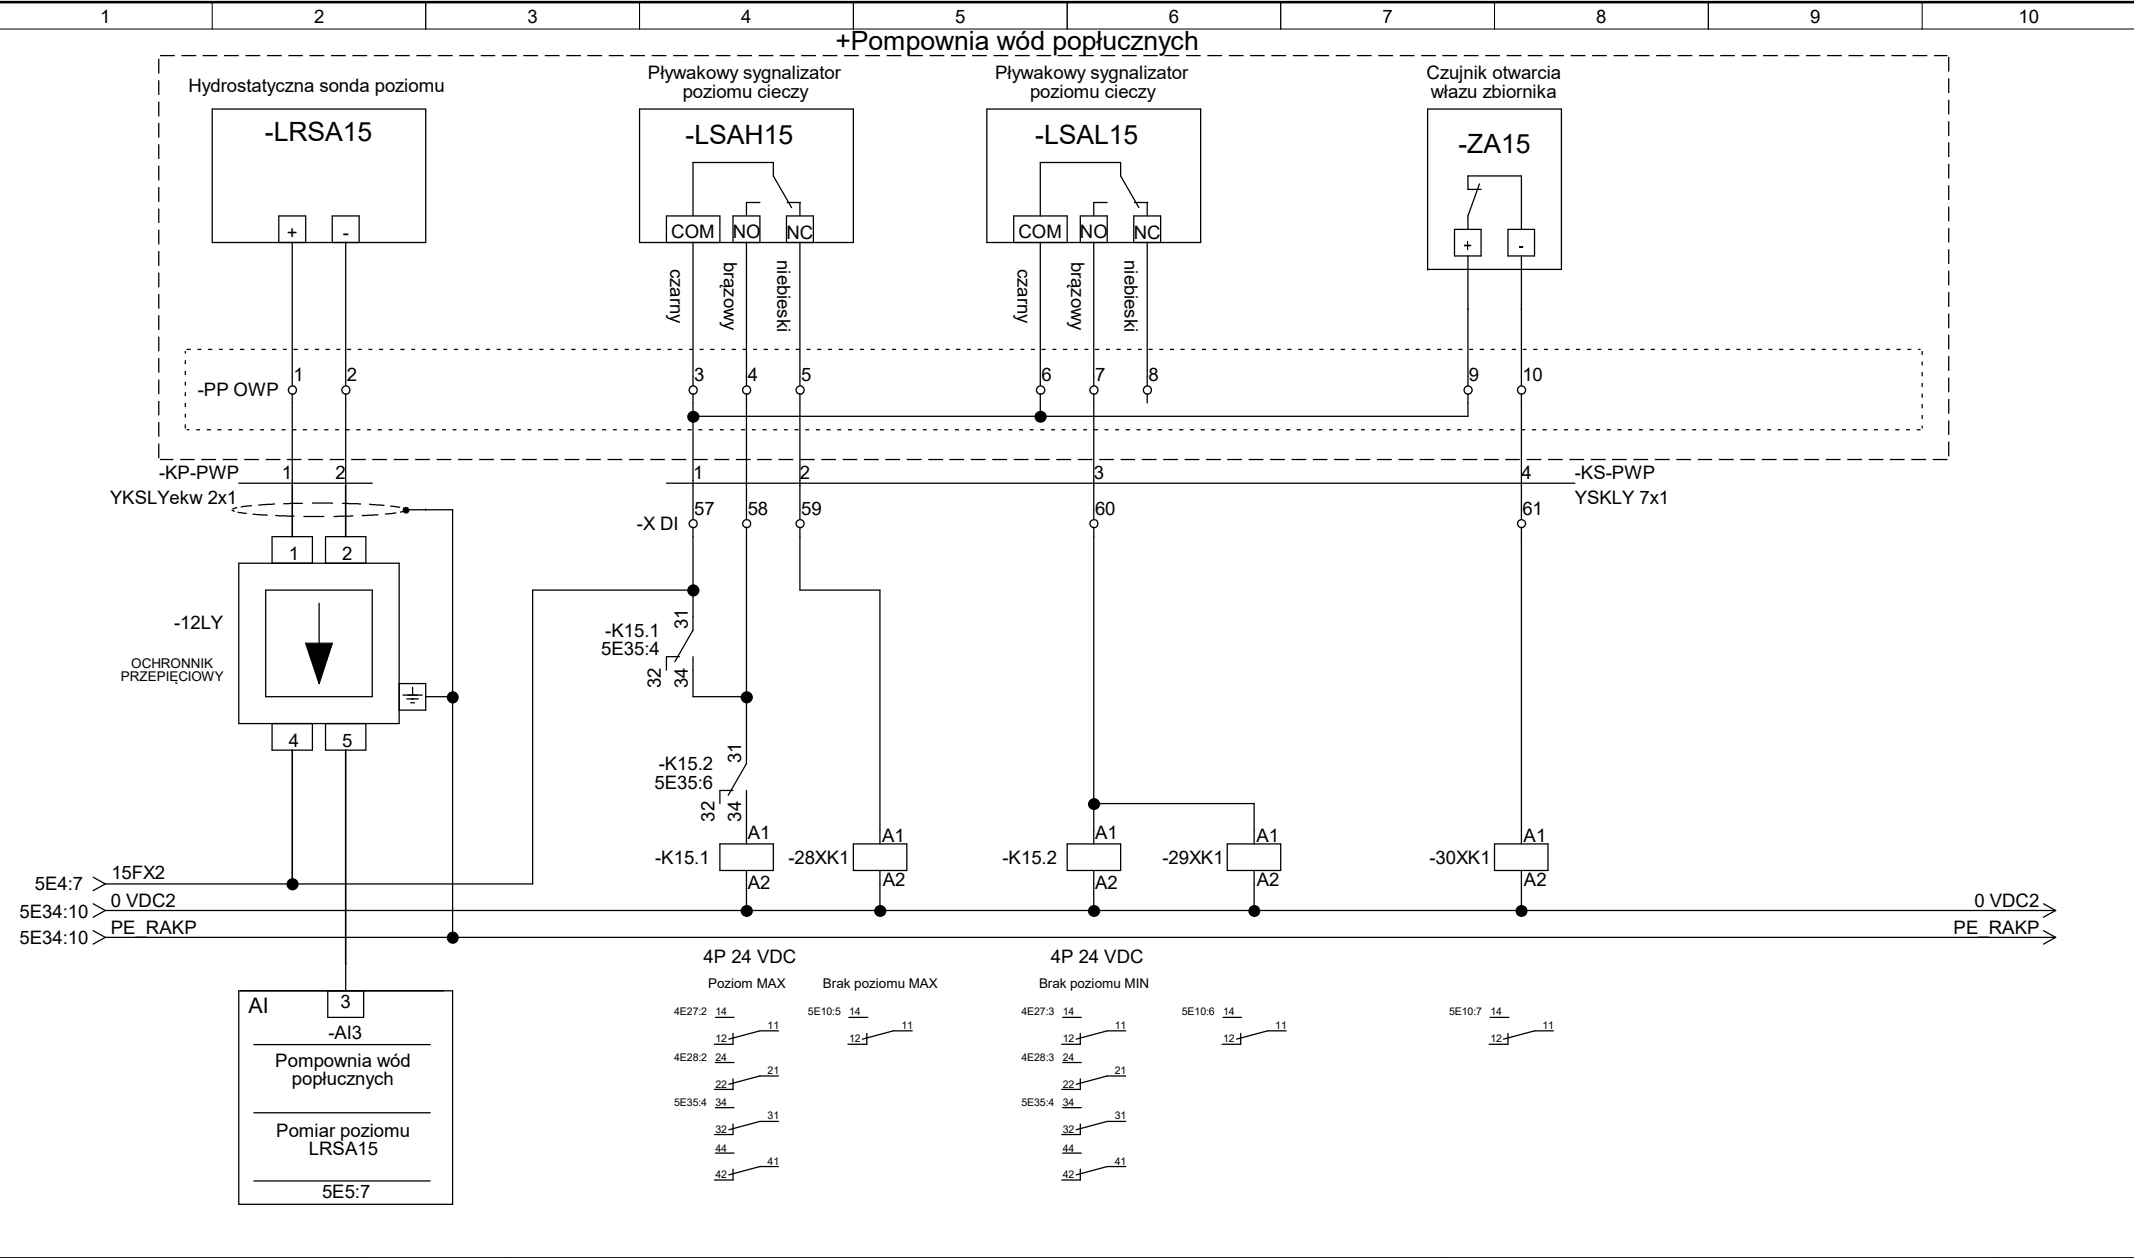 1 2 3 4 5 6 7 8 9 10
+Pompownia wód popłucznych
Hydrostatyczna sonda poziomu
-LRSA15
+ -
Pływakowy sygnalizator
poziomu cieczy
-LSAH15
COM NO NC
czarny
brązowy
niebieski
Pływakowy sygnalizator
poziomu cieczy
-LSAL15
COM NO NC
czarny
brązowy
niebieski
Czujnik otwarcia
włazu zbiornika
-ZA15
+ -
-PP OWP 1 2 3 4 5 6 7 8 9 10
-KP-PWP 1 2
YKSLYekw 2x1
1 2 3 4 -KS-PWP
YSKLY 7x1
-X DI 57 58 59 60 61
1 2
-12LY
OCHRONNIK
PRZEPIĘCIOWY
4 5
-K15.1
5E35:4
31
32
34
-K15.2
5E35:6
31
32
34
-K15.1 A1 A2
-28XK1 A1 A2
-K15.2 A1 A2
-29XK1 A1 A2
-30XK1 A1 A2
5E4:7 15FX2
5E34:10 0 VDC2 0 VDC2
5E34:10 PE_RAKP PE_RAKP
AI 3
-AI3
Pompownia wód
popłucznych
Pomiar poziomu
LRSA15
5E5:7
4P 24 VDC
Poziom MAX
4E27:2 14
11
12
4E28:2 24
21
22
5E35:4 34
31
32
44
41
42
Brak poziomu MAX
5E10:5 14
11
12
4P 24 VDC
Brak poziomu MIN
4E27:3 14
11
12
4E28:3 24
21
22
5E35:4 34
31
32
44
41
42
5E10:6 14
11
12
5E10:7 14
11
12